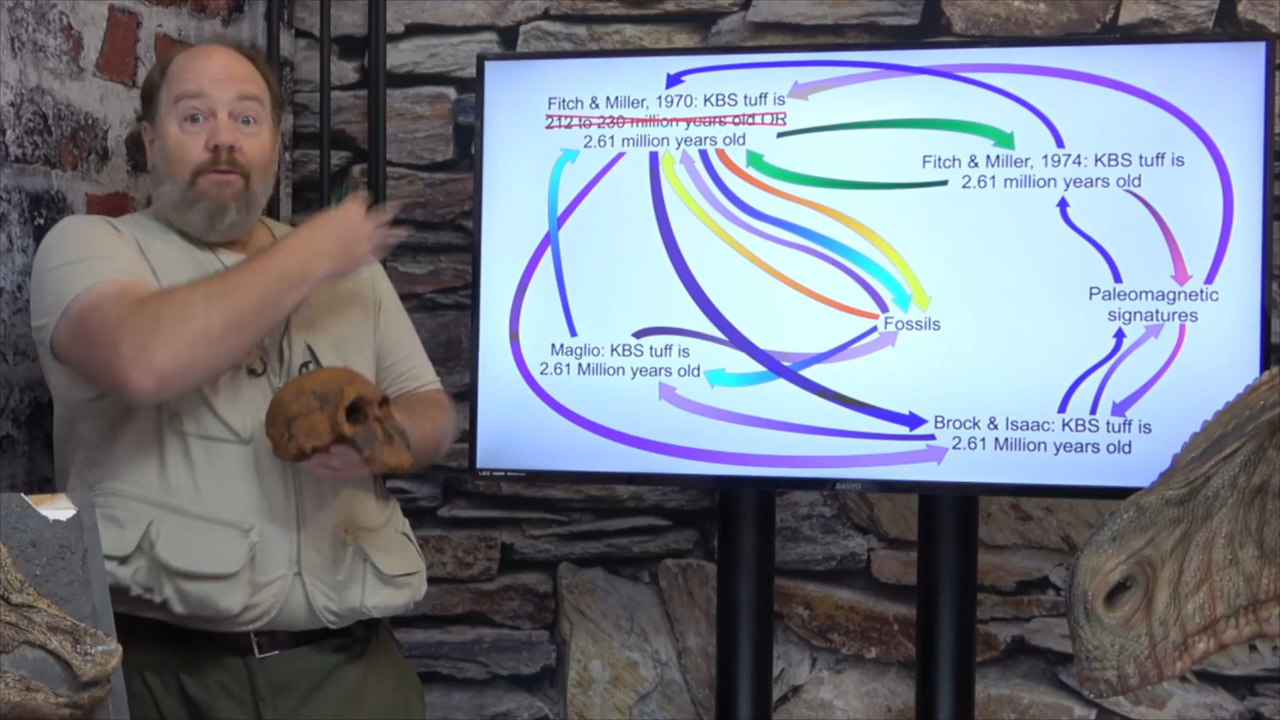 Fitch & Miller, 1970: KBS tuff is
212 to 230 million years old OR
2.61 million years old
Fitch & Miller, 1974: KBS tuff is
2.61 million years old
Paleomagnetic
signatures
Fossils
Maglio: KBS tuff is
2.61 Million years old
Brock & Isaac: KBS tuff is
2.61 Million years old
SANYO